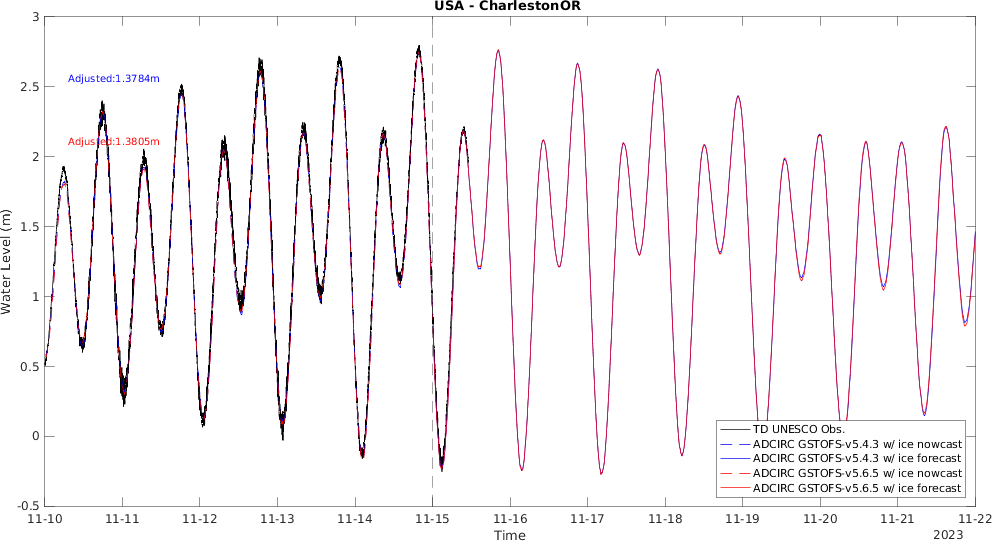 USA - CharlestonOR
3
2.5
2
1.5
1
0.5
0
-0.5
Water Level (m)
Adjusted:1.3784m
Adjusted:1.3805m
TD UNESCO Obs.
ADCIRC GSTOFS-v5.4.3 w/ ice nowcast
ADCIRC GSTOFS-v5.4.3 w/ ice forecast
ADCIRC GSTOFS-v5.6.5 w/ ice nowcast
ADCIRC GSTOFS-v5.6.5 w/ ice forecast
11-10 11-11 11-12 11-13 11-14 11-15 11-16 11-17 11-18 11-19 11-20 11-21 11-22
Time
2023